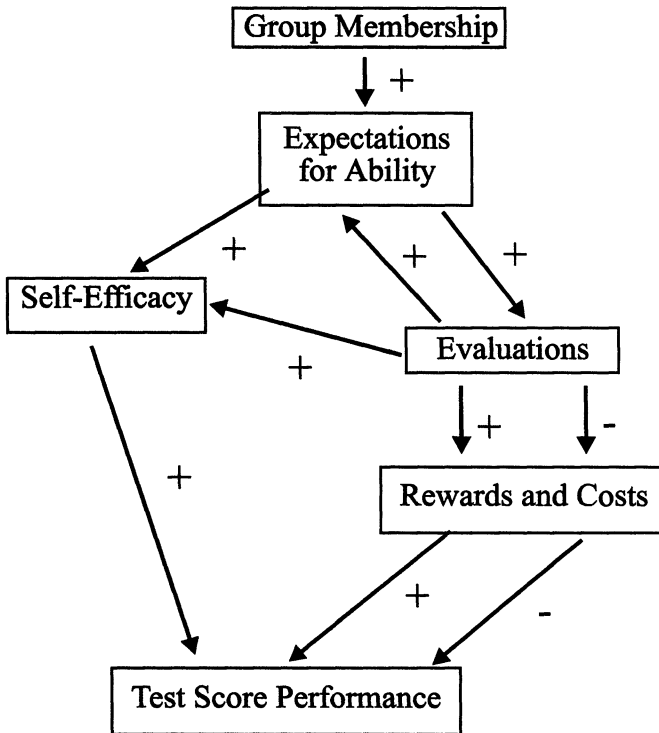 Group Membership
+
Expectations
for Ability
+
+
+
Self-Efficacy
Evaluations
+
+
-
+
Rewards and Costs
+
-
Test Score Performance